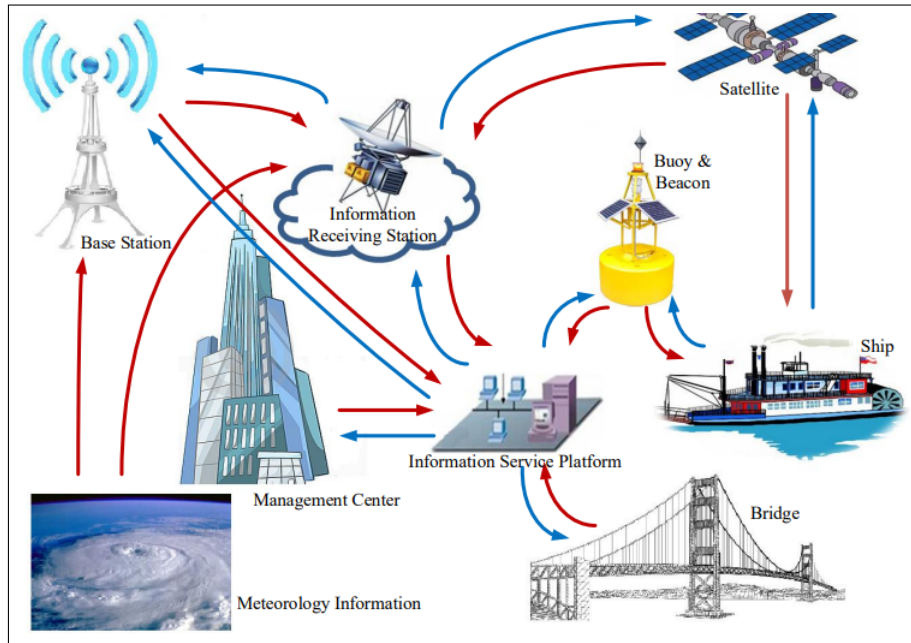 Satellite
Buoy &
Beacon
Information
Receiving Station
Base Station
Ship
Information Service Platform
Management Center
Bridge
Meteorology Information